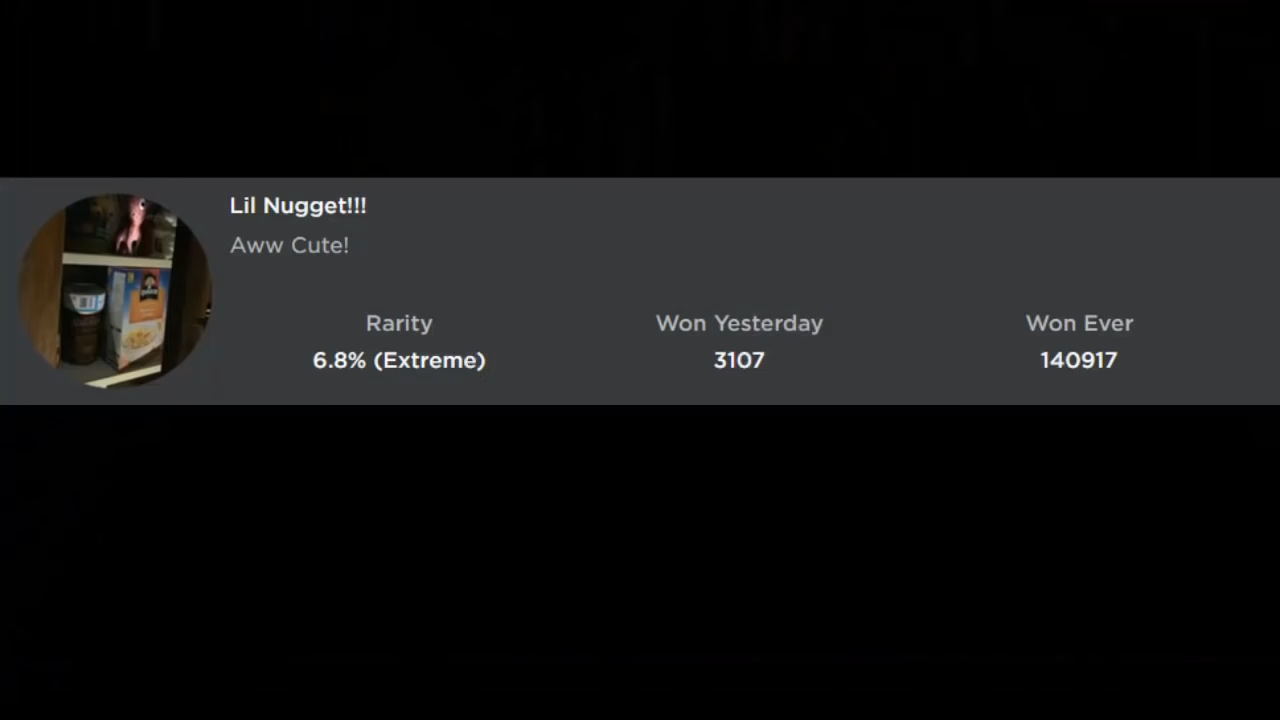 Lil Nugget!!!
Aww Cute!
Rarity Won Yesterday Won Ever
6.8% (Extreme) 3107 140917